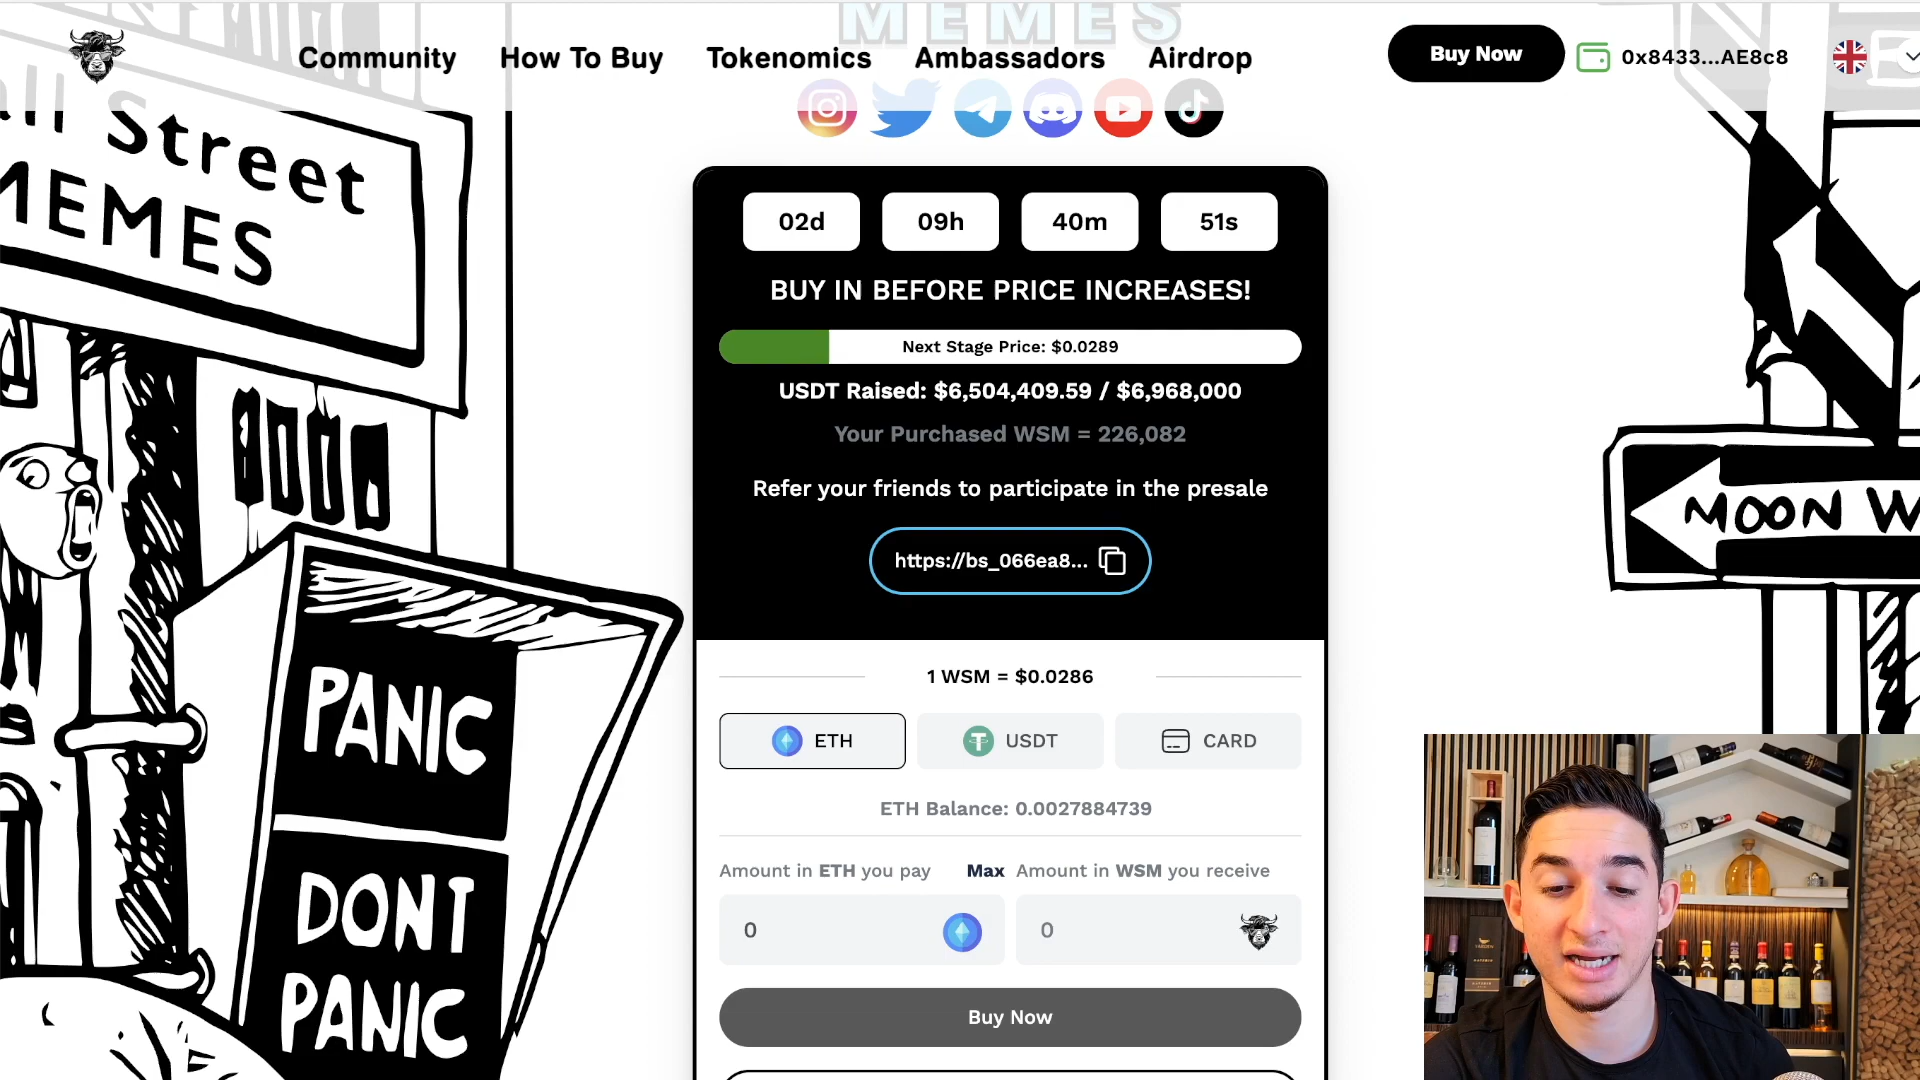 MEMES
Community
How To Buy
Tokenomics
Ambassadors
Airdrop
Buy Now
0x8433...AE8c8
all Street
MEMES
02d
09h
40m
51s
BUY IN BEFORE PRICE INCREASES!
Next Stage Price: $0.0289
USDT Raised: $6,504,409.59 / $6,968,000
Your Purchased WSM = 226,082
Refer your friends to participate in the presale
https://bs_066ea8...
MOON W
1 WSM = $0.0286
ETH
USDT
CARD
PANIC
ETH Balance: 0.0027884739
Amount in ETH you pay
Max
Amount in WSM you receive
0
0
DONT
PANIC
Buy Now